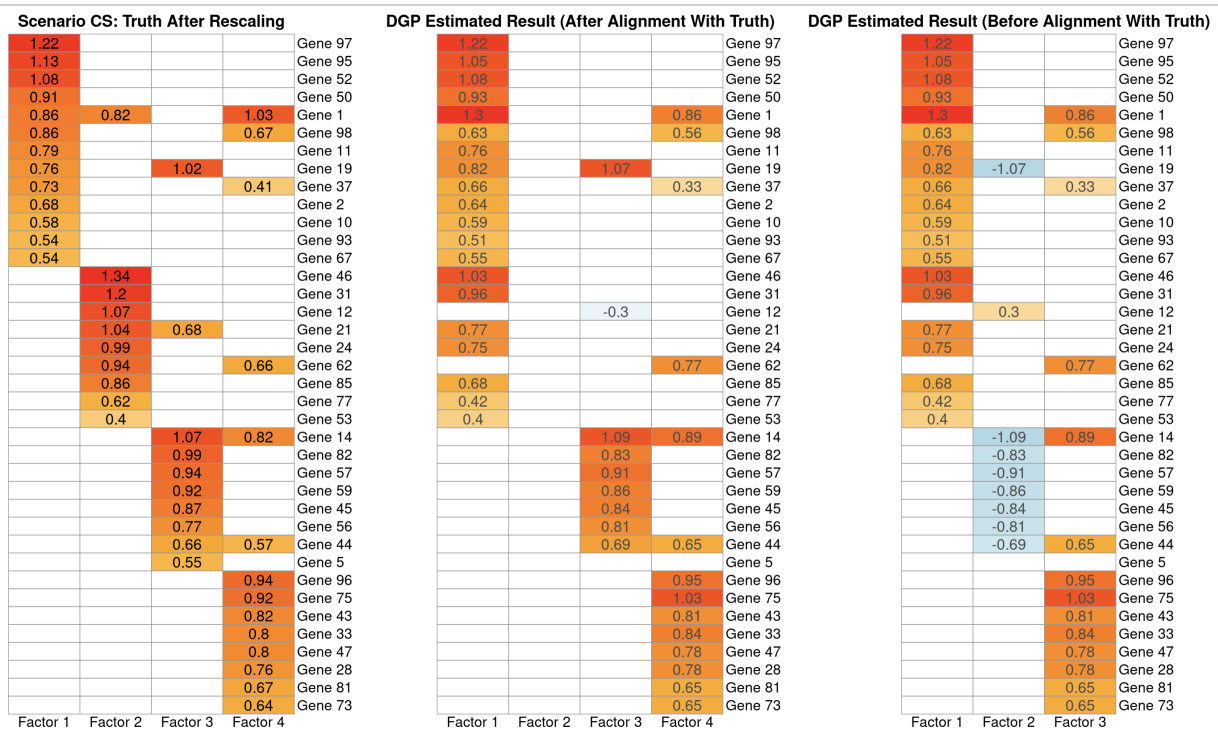 Scenario CS: Truth After Rescaling DGP Estimated Result (After Alignment With Truth) DGP Estimated Result (Before Alignment With Truth)
1.22 Gene 97 1.22 Gene 97 1.22 Gene 97
1.13 Gene 95 1.05 Gene 95 1.05 Gene 95
1.08 Gene 52 1.08 Gene 52 1.08 Gene 52
0.91 Gene 50 0.93 Gene 50 0.93 Gene 50
0.86 0.82 1.03 Gene 1 1.3 0.86 Gene 1 1.3 0.86 Gene 1
0.86 0.67 Gene 98 0.63 0.56 Gene 98 0.63 0.56 Gene 98
0.79 Gene 11 0.76 Gene 11 0.76 Gene 11
0.76 1.02 Gene 19 0.82 1.07 Gene 19 0.82 -1.07 Gene 19
0.73 0.41 Gene 37 0.66 0.33 Gene 37 0.66 0.33 Gene 37
0.68 Gene 2 0.64 Gene 2 0.64 Gene 2
0.58 Gene 10 0.59 Gene 10 0.59 Gene 10
0.54 Gene 93 0.51 Gene 93 0.51 Gene 93
0.54 Gene 67 0.55 Gene 67 0.55 Gene 67
1.34 Gene 46 1.03 Gene 46 1.03 Gene 46
1.2 Gene 31 0.96 Gene 31 0.96 Gene 31
1.07 Gene 12 -0.3 Gene 12 0.3 Gene 12
1.04 0.68 Gene 21 0.77 Gene 21 0.77 Gene 21
0.99 Gene 24 0.75 Gene 24 0.75 Gene 24
0.94 0.66 Gene 62 0.77 Gene 62 0.77 Gene 62
0.86 Gene 85 0.68 Gene 85 0.68 Gene 85
0.62 Gene 77 0.42 Gene 77 0.42 Gene 77
0.4 Gene 53 0.4 Gene 53 0.4 Gene 53
1.07 0.82 Gene 14 1.09 0.89 Gene 14 -1.09 0.89 Gene 14
0.99 Gene 82 0.83 Gene 82 -0.83 Gene 82
0.94 Gene 57 0.91 Gene 57 -0.91 Gene 57
0.92 Gene 59 0.86 Gene 59 -0.86 Gene 59
0.87 Gene 45 0.84 Gene 45 -0.84 Gene 45
0.77 Gene 56 0.81 Gene 56 -0.81 Gene 56
0.66 0.57 Gene 44 0.69 0.65 Gene 44 -0.69 0.65 Gene 44
0.55 Gene 5 Gene 5 Gene 5
0.94 Gene 96 0.95 Gene 96 0.95 Gene 96
0.92 Gene 75 1.03 Gene 75 1.03 Gene 75
0.82 Gene 43 0.81 Gene 43 0.81 Gene 43
0.8 Gene 33 0.84 Gene 33 0.84 Gene 33
0.8 Gene 47 0.78 Gene 47 0.78 Gene 47
0.76 Gene 28 0.78 Gene 28 0.78 Gene 28
0.67 Gene 81 0.65 Gene 81 0.65 Gene 81
0.64 Gene 73 0.65 Gene 73 0.65 Gene 73
Factor 1 Factor 2 Factor 3 Factor 4 Factor 1 Factor 2 Factor 3 Factor 4 Factor 1 Factor 2 Factor 3